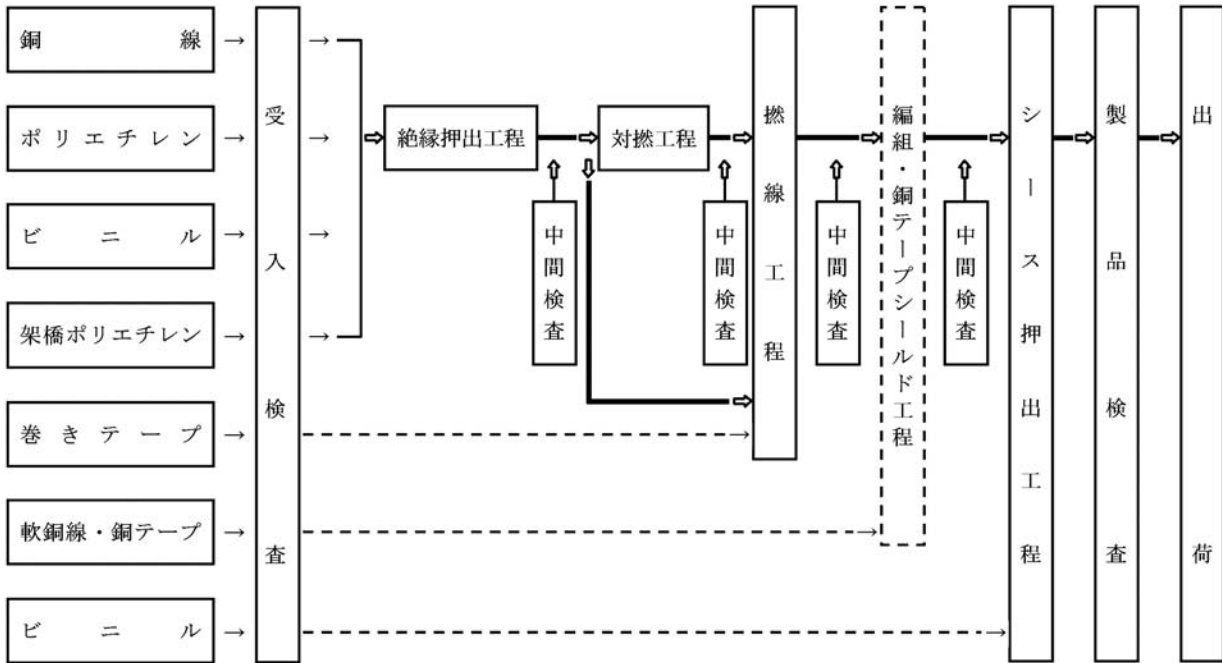 銅線
ポリエチレン
ビニル
架橋ポリエチレン
巻きテープ
軟銅線・銅テープ
ビニル
受入検査
絶縁押出工程
中間検査
対撚工程
中間検査
撚線工程
中間検査
編組・銅テープシールド工程
中間検査
シース押出工程
製品検査
出荷